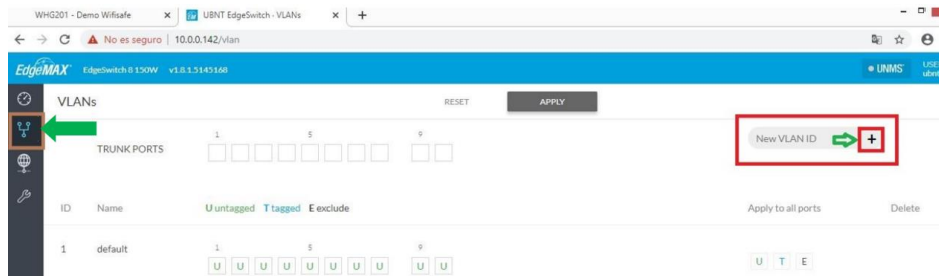 WHG201 - Demo Wifisafe
UBNT EdgeSwitch - VLANs
No es seguro | 10.0.0.142/vlan
EdgeMAX EdgeSwitch 8 150W v1.8.1.5145168
UNMS
USE
ubnt
VLANs
RESET
APPLY
1 5 9
TRUNK PORTS
New VLAN ID +
ID Name U untagged T tagged E exclude Apply to all ports Delete
1 5 9
1 default U U U U U U U U U U U T E